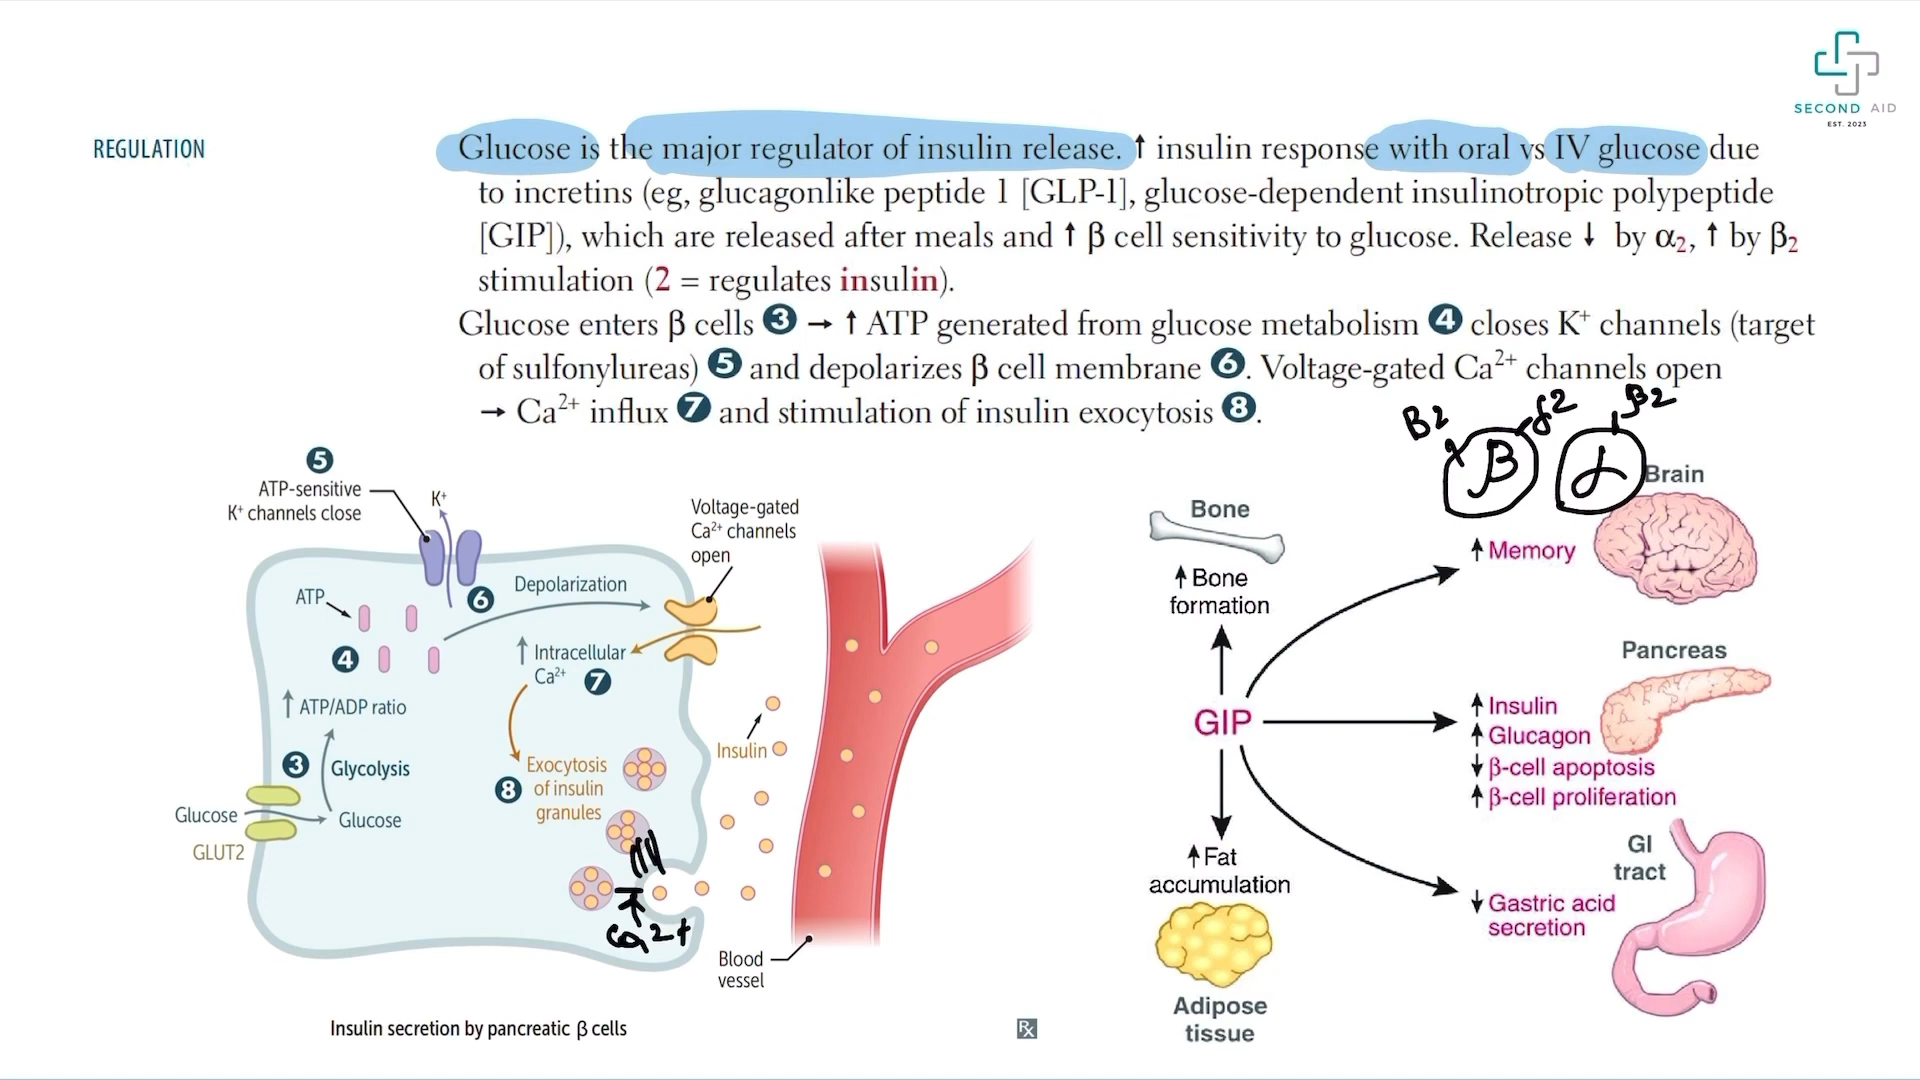 SECOND AID
EST. 2023
REGULATION
Glucose is the major regulator of insulin release. ↑ insulin response with oral vs IV glucose due
to incretins (eg, glucagonlike peptide 1 [GLP-1], glucose-dependent insulinotropic polypeptide
[GIP]), which are released after meals and ↑ β cell sensitivity to glucose. Release ↓ by α2, ↑ by β2
stimulation (2 = regulates insulin).
Glucose enters β cells 3 → ↑ ATP generated from glucose metabolism 4 closes K+ channels (target
of sulfonylureas) 5 and depolarizes β cell membrane 6. Voltage-gated Ca2+ channels open
→ Ca2+ influx 7 and stimulation of insulin exocytosis 8.
5
ATP-sensitive
K+ channels close
K+
Voltage-gated
Ca2+ channels
open
ATP
6
Depolarization
4
↑ Intracellular
Ca2+ 7
↑ ATP/ADP ratio
3
Glycolysis
Glucose
Glucose
GLUT2
8
Exocytosis
of insulin
granules
Insulin
Ca2+
Blood
vessel
Insulin secretion by pancreatic β cells
Rx
B2
β
α2
α
β2
Bone
↑ Bone
formation
Brain
↑ Memory
GIP
Pancreas
↑ Insulin
↑ Glucagon
↓ β-cell apoptosis
↑ β-cell proliferation
↑ Fat
accumulation
Adipose
tissue
GI
tract
↓ Gastric acid
secretion